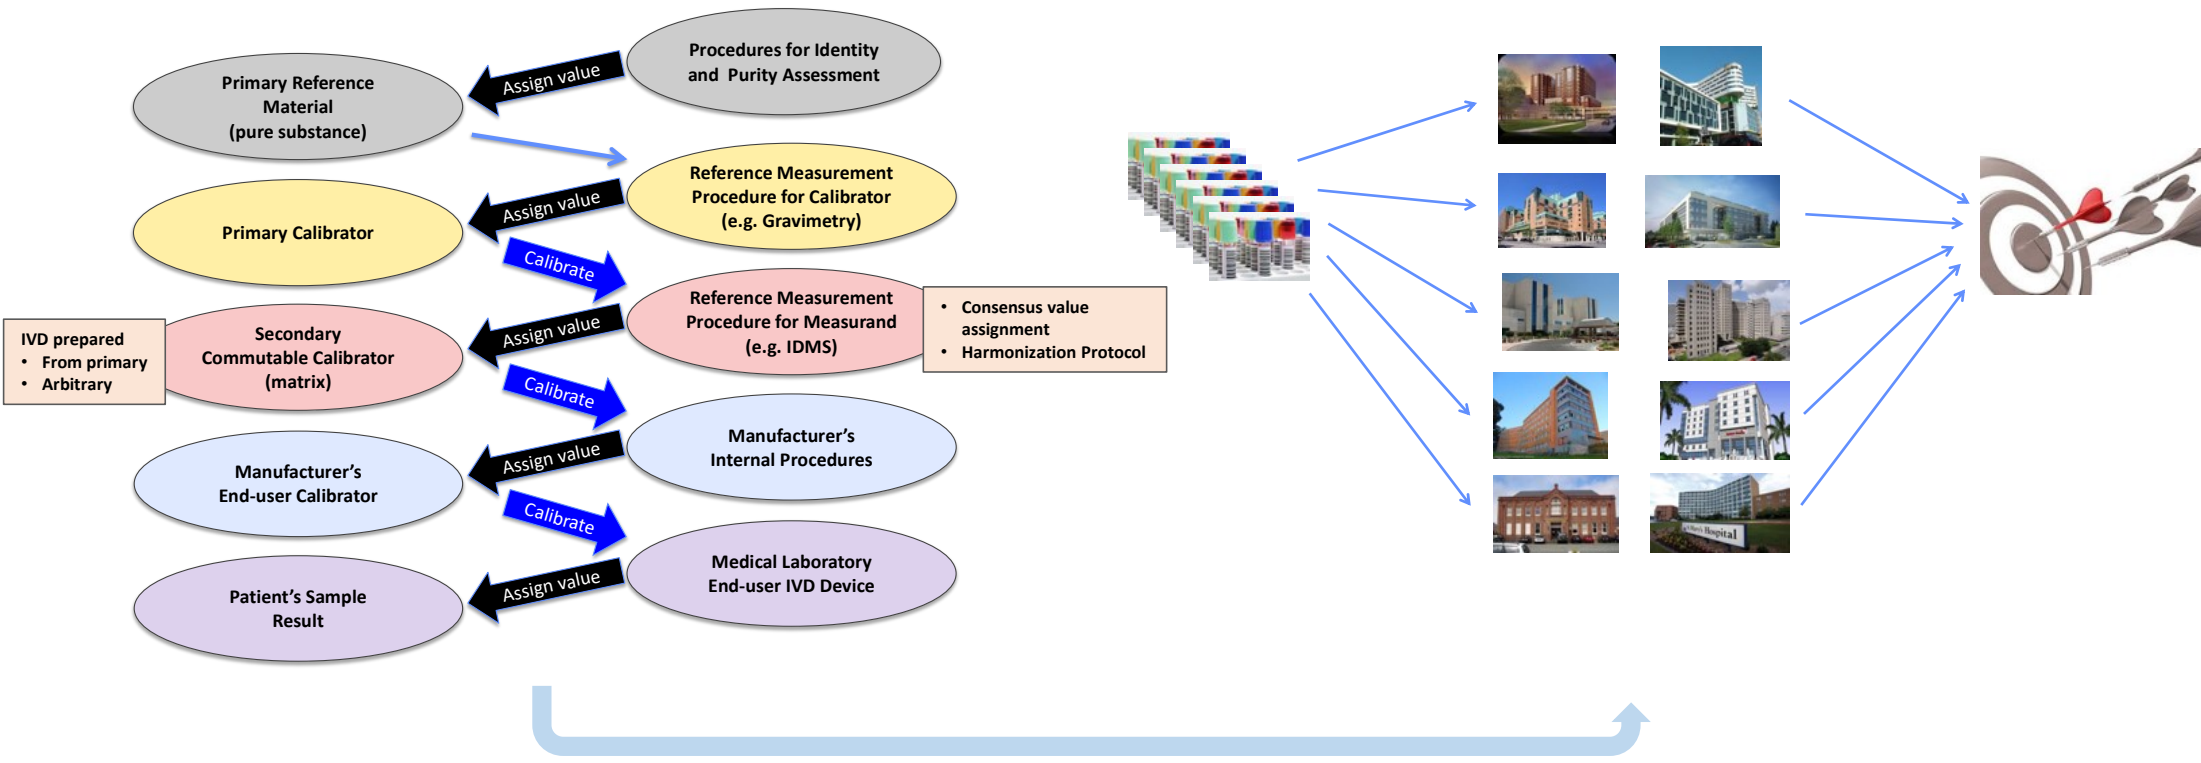 Procedures for Identity
and Purity Assessment
Assign value
Primary Reference
Material
(pure substance)
Reference Measurement
Procedure for Calibrator
(e.g. Gravimetry)
Assign value
Primary Calibrator
Calibrate
Reference Measurement
Procedure for Measurand
(e.g. IDMS)
• Consensus value
assignment
• Harmonization Protocol
Assign value
Secondary
Commutable Calibrator
(matrix)
IVD prepared
• From primary
• Arbitrary
Calibrate
Manufacturer’s
Internal Procedures
Assign value
Manufacturer’s
End-user Calibrator
Calibrate
Medical Laboratory
End-user IVD Device
Assign value
Patient’s Sample
Result
Hospital